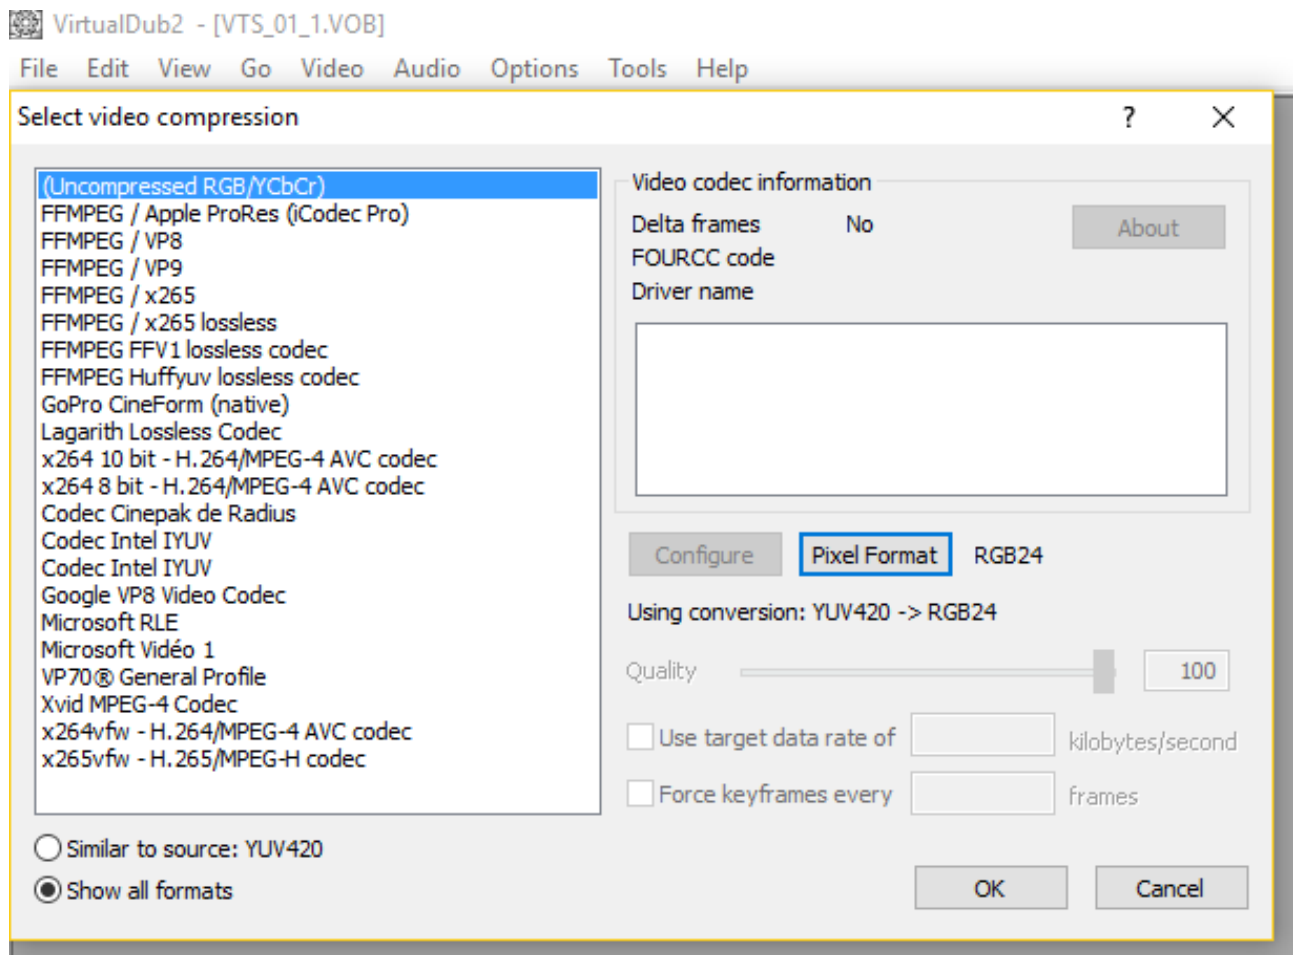 VirtualDub2 - [VTS_01_1.VOB]
File Edit View Go Video Audio Options Tools Help
Select video compression ?
(Uncompressed RGB/YCbCr)
FFMPEG / Apple ProRes (iCodec Pro)
FFMPEG / VP8
FFMPEG / VP9
FFMPEG / x265
FFMPEG / x265 lossless
FFMPEG FFV1 lossless codec
FFMPEG Huffyuv lossless codec
GoPro CineForm (native)
Lagarith Lossless Codec
x264 10 bit - H.264/MPEG-4 AVC codec
x264 8 bit - H.264/MPEG-4 AVC codec
Codec Cinepak de Radius
Codec Intel IYUV
Codec Intel IYUV
Google VP8 Video Codec
Microsoft RLE
Microsoft Vidéo 1
VP70® General Profile
Xvid MPEG-4 Codec
x264vfw - H.264/MPEG-4 AVC codec
x265vfw - H.265/MPEG-H codec
Similar to source: YUV420
Show all formats
Video codec information
Delta frames No About
FOURCC code
Driver name
Configure Pixel Format RGB24
Using conversion: YUV420 -> RGB24
Quality 100
Use target data rate of kilobytes/second
Force keyframes every frames
OK Cancel